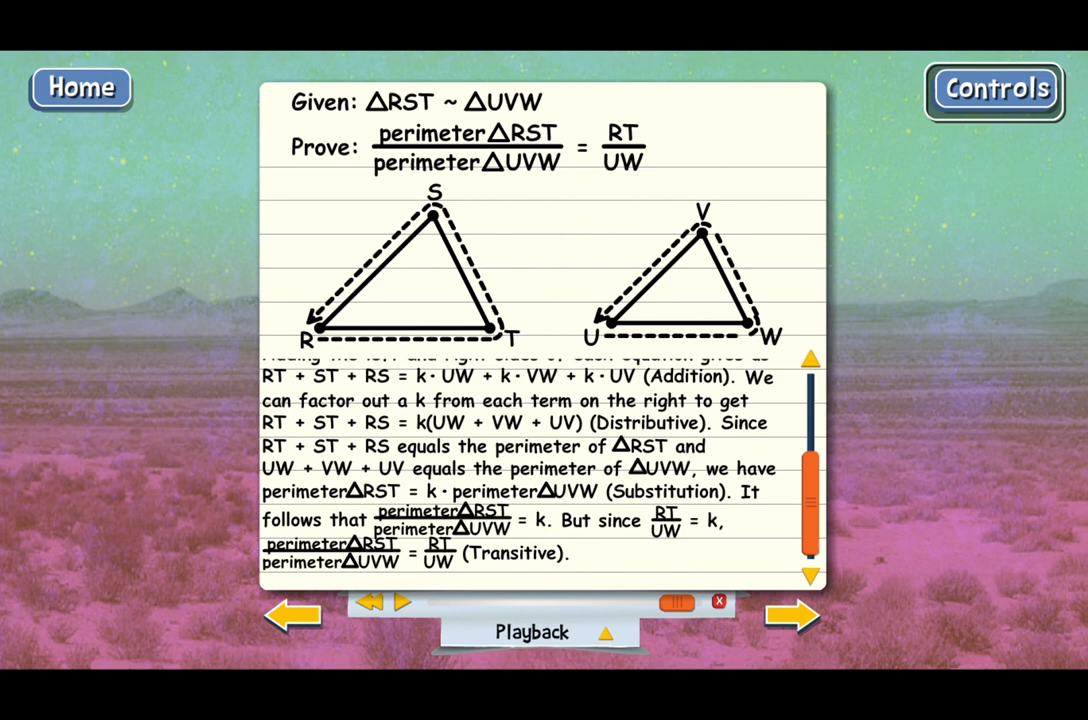 Home
Controls
Given: △RST ~ △UVW
Prove: perimeter△RST / perimeter△UVW = RT / UW
S
V
R
T
U
W
RT + ST + RS = k · UW + k · VW + k · UV (Addition). We
can factor out a k from each term on the right to get
RT + ST + RS = k(UW + VW + UV) (Distributive). Since
RT + ST + RS equals the perimeter of △RST and
UW + VW + UV equals the perimeter of △UVW, we have
perimeter△RST = k · perimeter△UVW (Substitution). It
follows that perimeter△RST / perimeter△UVW = k. But since RT / UW = k,
perimeter△RST / perimeter△UVW = RT / UW (Transitive).
Playback